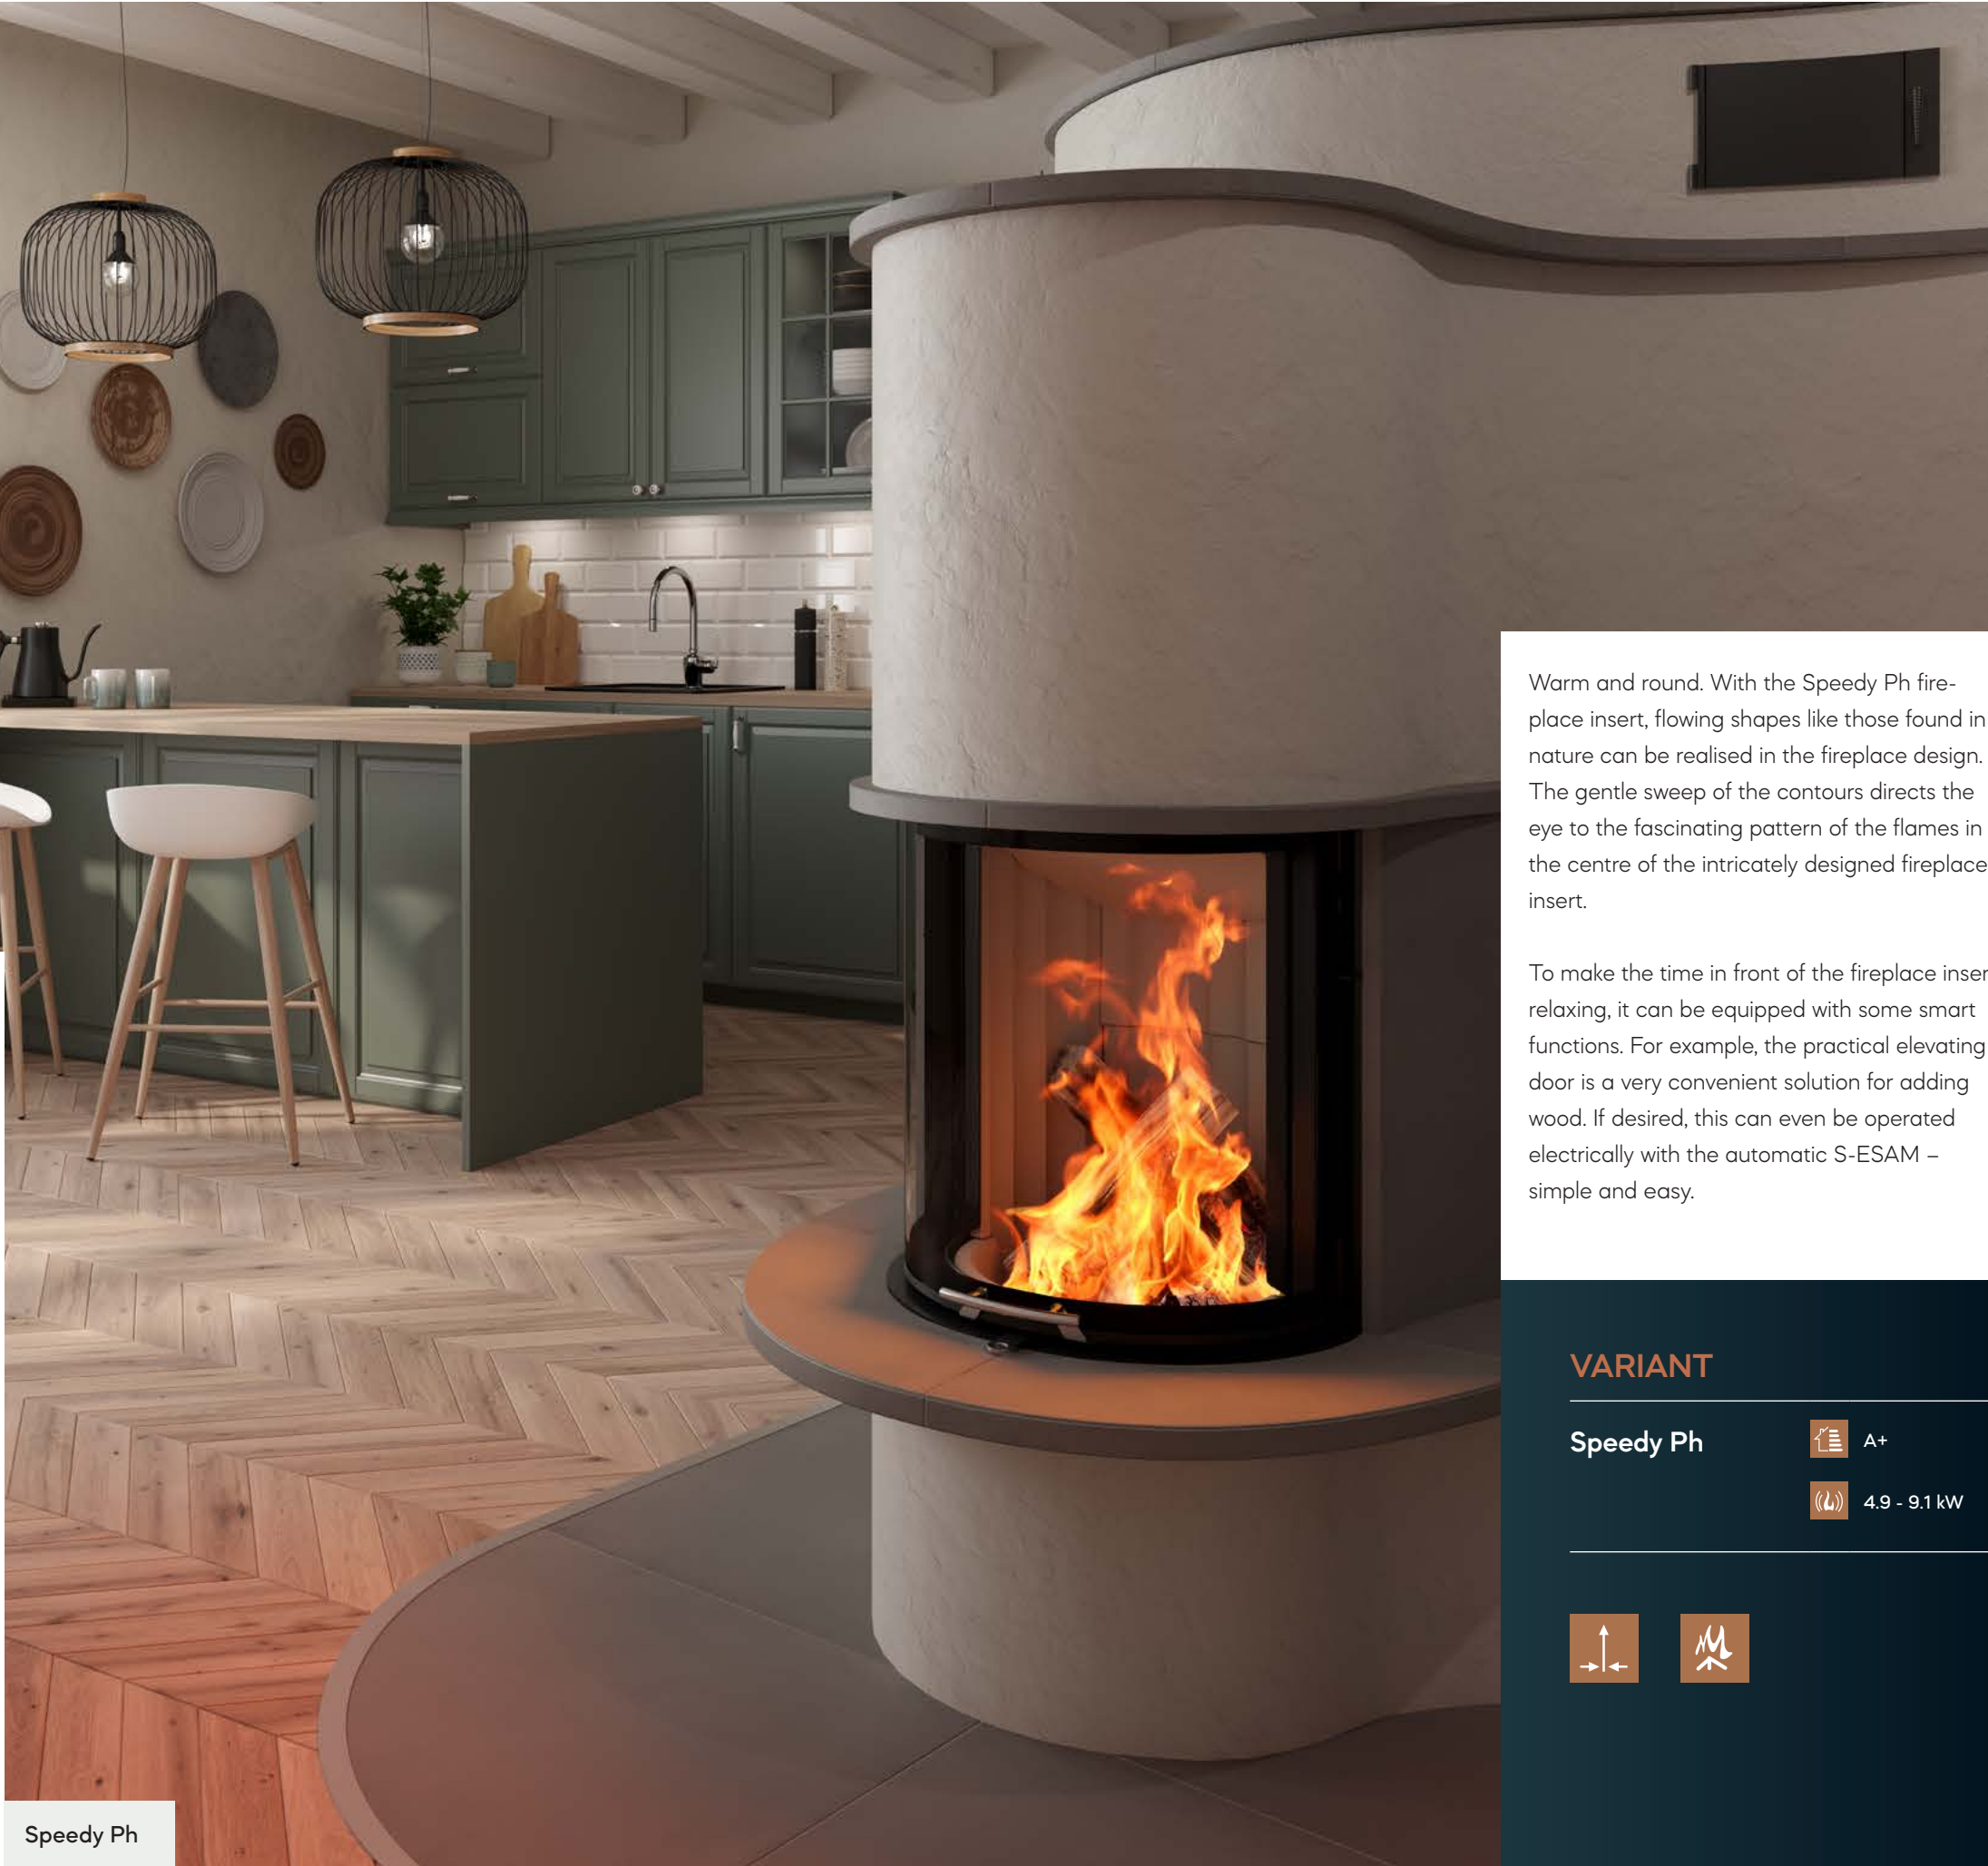 Warm and round. With the Speedy Ph fire-
place insert, flowing shapes like those found in
nature can be realised in the fireplace design.
The gentle sweep of the contours directs the
eye to the fascinating pattern of the flames in
the centre of the intricately designed fireplace
insert.
To make the time in front of the fireplace inser
relaxing, it can be equipped with some smart
functions. For example, the practical elevating
door is a very convenient solution for adding
wood. If desired, this can even be operated
electrically with the automatic S-ESAM –
simple and easy.
VARIANT
Speedy Ph
A+
4.9 - 9.1 kW
Speedy Ph